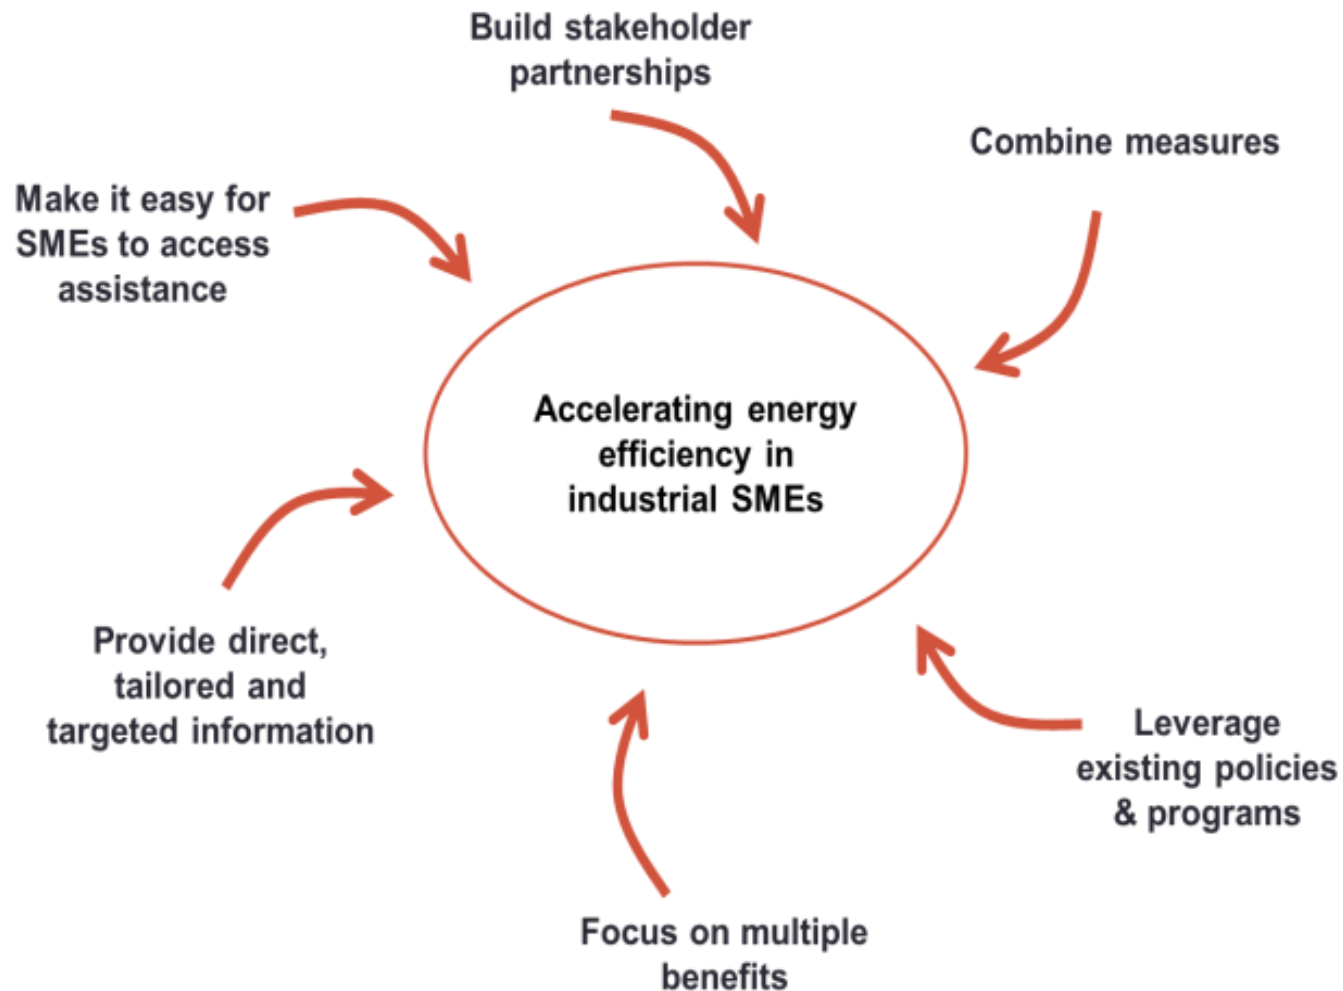 Build stakeholder
partnerships
Combine measures
Make it easy for
SMEs to access
assistance
Accelerating energy
efficiency in
industrial SMEs
Provide direct,
tailored and
targeted information
Leverage
existing policies
& programs
Focus on multiple
benefits